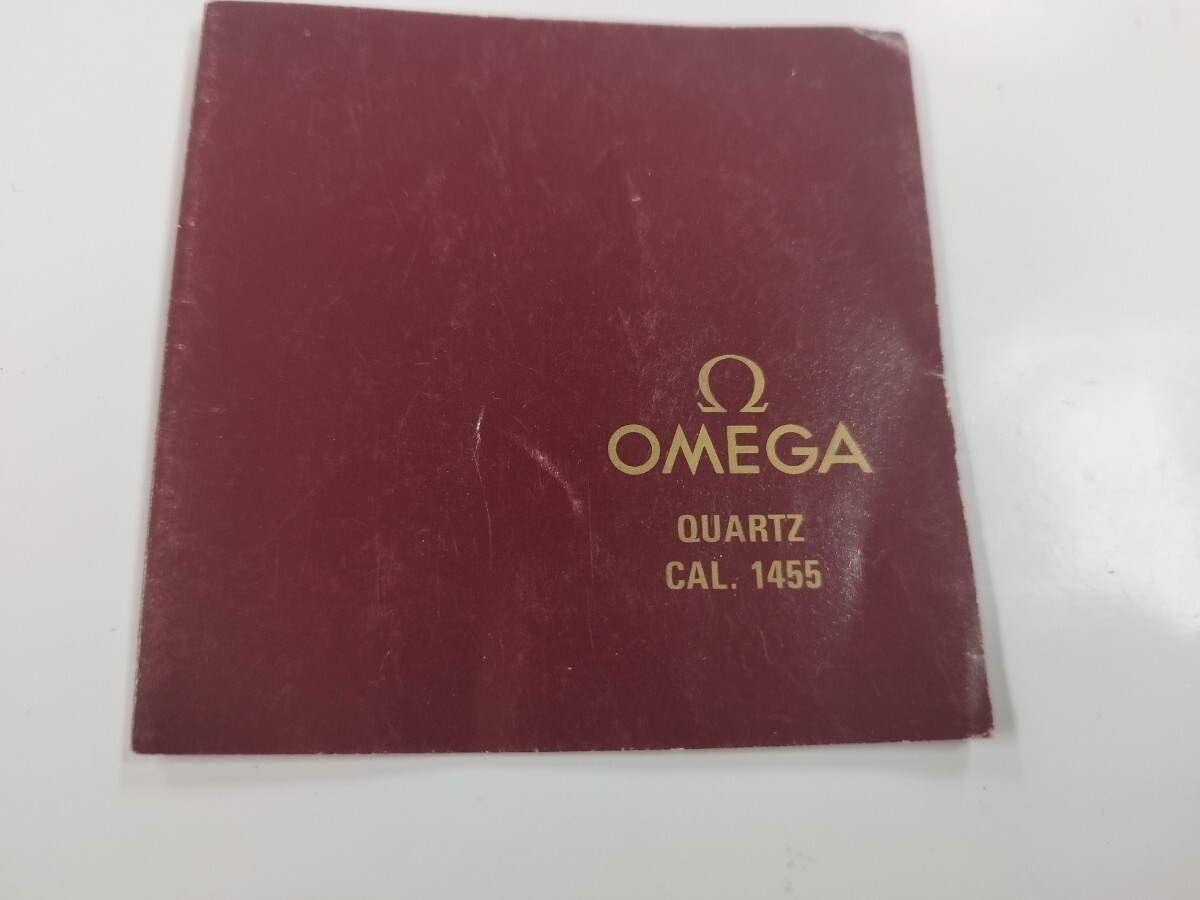 Ω
OMEGA
QUARTZ
CAL. 1455